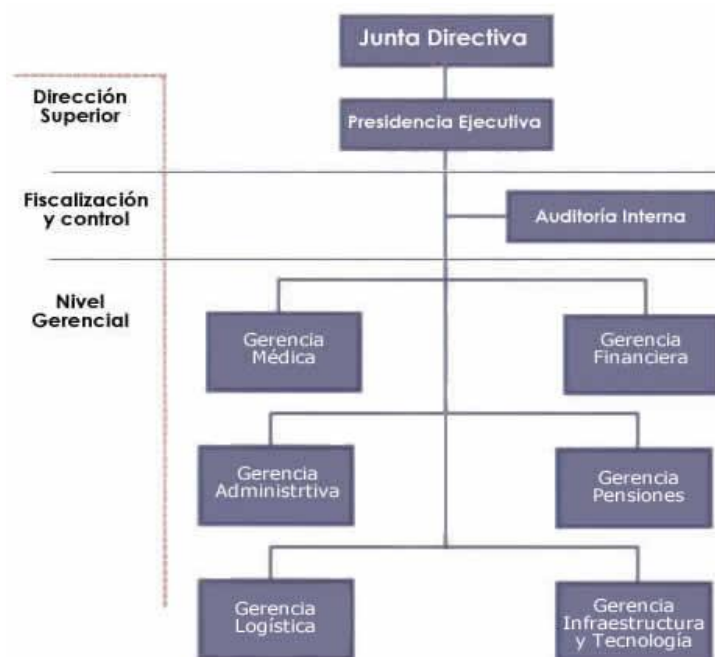 Junta Directiva
Dirección
Superior
Presidencia Ejecutiva
Fiscalización
y control
Auditoría Interna
Nivel
Gerencial
Gerencia
Médica
Gerencia
Financiera
Gerencia
Administrtiva
Gerencia
Pensiones
Gerencia
Logística
Gerencia
Infraestructura
y Tecnología